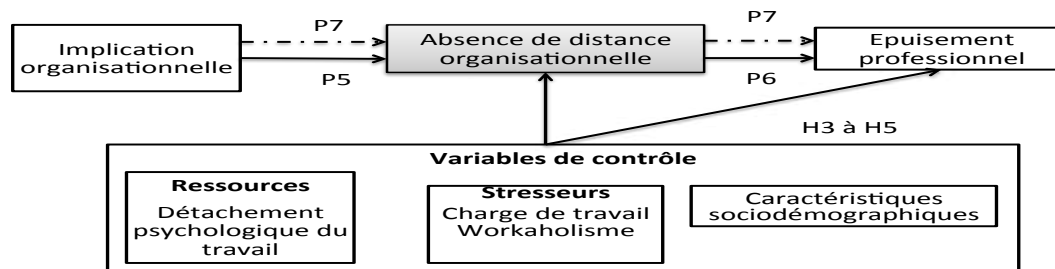 P7
P7
Implication
organisationnelle
Absence de distance
organisationnelle
Epuisement
professionnel
P5
P6
H3 à H5
Variables de contrôle
Ressources
Détachement
psychologique du
travail
Stresseurs
Charge de travail
Workaholisme
Caractéristiques
sociodémographiques